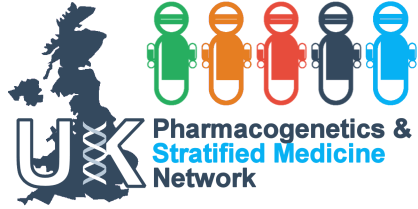 UK
Pharmacogenetics &
Stratified Medicine
Network